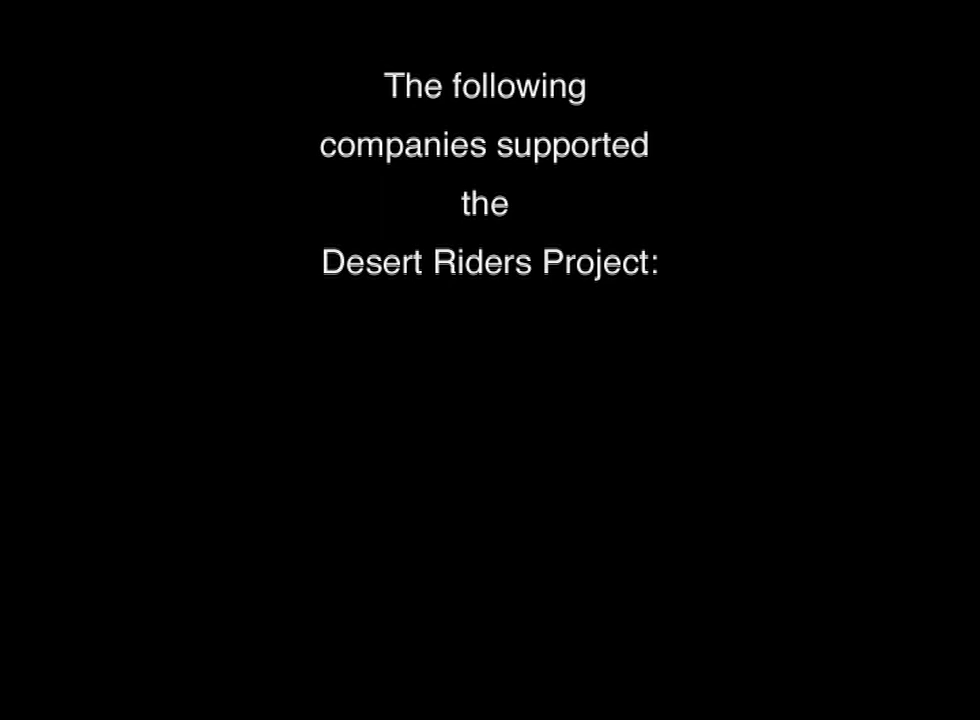 The following
companies supported
the
Desert Riders Project: